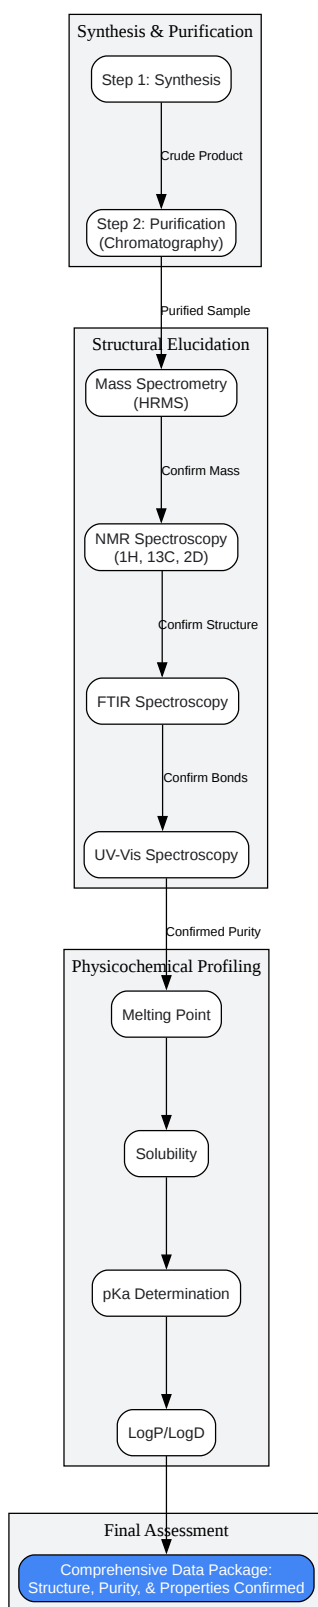 Synthesis & Purification
Step 1: Synthesis
Crude Product
Step 2: Purification
(Chromatography)
Purified Sample
Structural Elucidation
Mass Spectrometry
(HRMS)
Confirm Mass
NMR Spectroscopy
(1H, 13C, 2D)
Confirm Structure
FTIR Spectroscopy
Confirm Bonds
UV-Vis Spectroscopy
Confirmed Purity
Physicochemical Profiling
Melting Point
Solubility
pKa Determination
LogP/LogD
Final Assessment
Comprehensive Data Package:
Structure, Purity, & Properties Confirmed